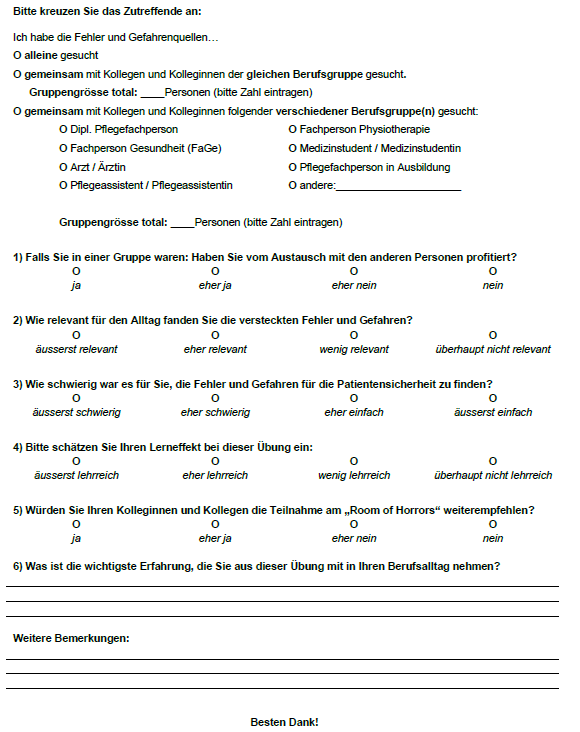 Bitte kreuzen Sie das Zutreffende an:
Ich habe die Fehler und Gefahrenquellen…
O alleine gesucht
O gemeinsam mit Kollegen und Kolleginnen der gleichen Berufsgruppe gesucht.
Gruppengrösse total: ____Personen (bitte Zahl eintragen)
O gemeinsam mit Kollegen und Kolleginnen folgender verschiedener Berufsgruppe(n) gesucht:
O Dipl. Pflegefachperson O Fachperson Physiotherapie
O Fachperson Gesundheit (FaGe) O Medizinstudent / Medizinstudentin
O Arzt / Ärztin O Pflegefachperson in Ausbildung
O Pflegeassistent / Pflegeassistentin O andere:_____________________
Gruppengrösse total: ____Personen (bitte Zahl eintragen)
1) Falls Sie in einer Gruppe waren: Haben Sie vom Austausch mit den anderen Personen profitiert?
O O O O
ja eher ja eher nein nein
2) Wie relevant für den Alltag fanden Sie die versteckten Fehler und Gefahren?
O O O O
äusserst relevant eher relevant wenig relevant überhaupt nicht relevant
3) Wie schwierig war es für Sie, die Fehler und Gefahren für die Patientensicherheit zu finden?
O O O O
äusserst schwierig eher schwierig eher einfach äusserst einfach
4) Bitte schätzen Sie Ihren Lerneffekt bei dieser Übung ein:
O O O O
äusserst lehrreich eher lehrreich wenig lehrreich überhaupt nicht lehrreich
5) Würden Sie Ihren Kolleginnen und Kollegen die Teilnahme am „Room of Horrors“ weiterempfehlen?
O O O O
ja eher ja eher nein nein
6) Was ist die wichtigste Erfahrung, die Sie aus dieser Übung mit in Ihren Berufsalltag nehmen?
Weitere Bemerkungen:
Besten Dank!